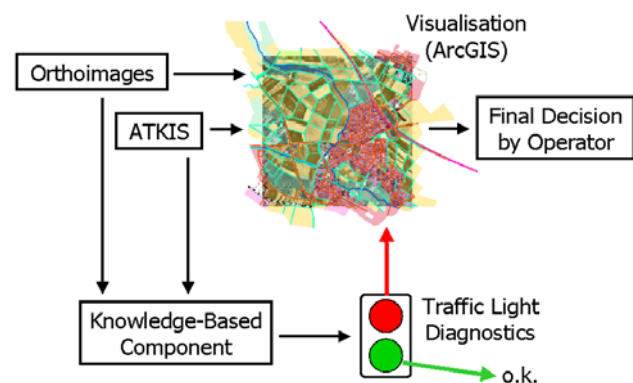 Visualisation
(ArcGIS)
Orthoimages
ATKIS
Final Decision
by Operator
Knowledge-Based
Component
Traffic Light
Diagnostics
o.k.